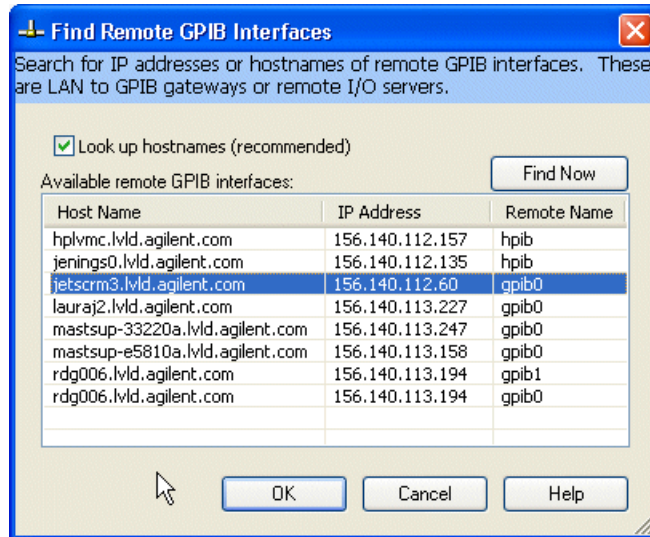 Find Remote GPIB Interfaces
Search for IP addresses or hostnames of remote GPIB interfaces. These
are LAN to GPIB gateways or remote I/O servers.
Look up hostnames (recommended)
Available remote GPIB interfaces:
Find Now
Host Name IP Address Remote Name
hplvmc.lvld.agilent.com 156.140.112.157 hpib
jenings0.lvld.agilent.com 156.140.112.135 hpib
jetscrm3.lvld.agilent.com 156.140.112.60 gpib0
lauraj2.lvld.agilent.com 156.140.113.227 gpib0
mastsup-33220a.lvld.agilent.com 156.140.113.247 gpib0
mastsup-e5810a.lvld.agilent.com 156.140.113.158 gpib0
rdg006.lvld.agilent.com 156.140.113.194 gpib1
rdg006.lvld.agilent.com 156.140.113.194 gpib0
OK Cancel Help